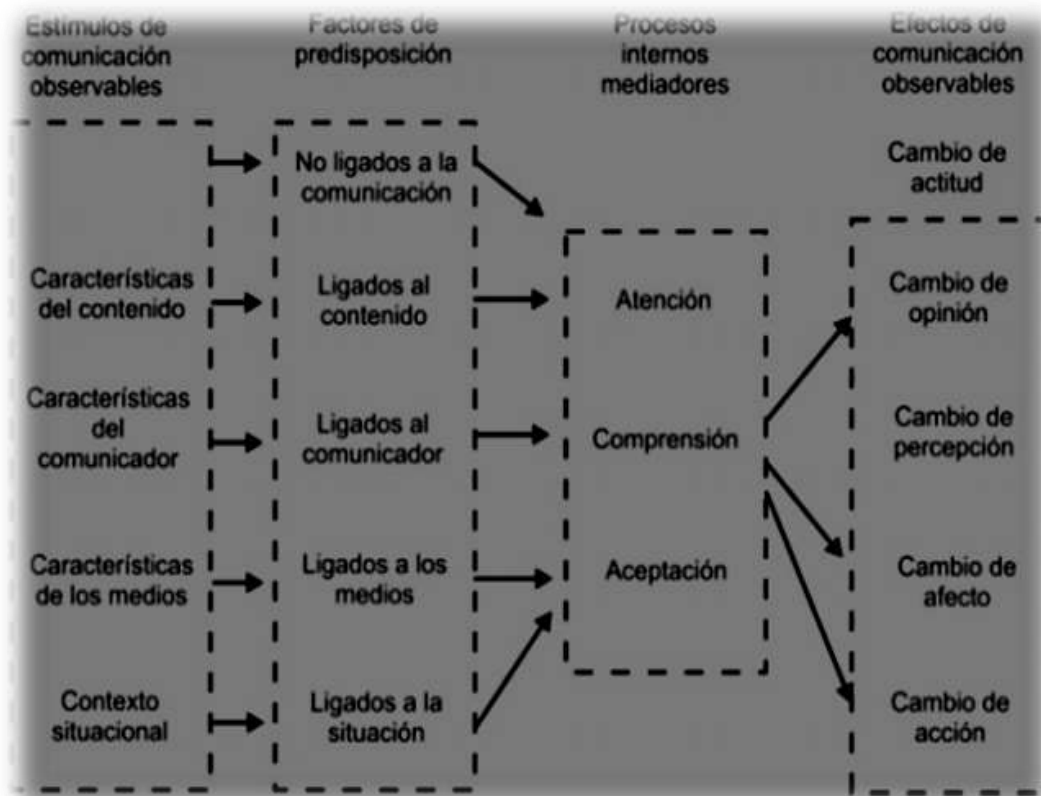 Estímulos de
comunicación
observables
Factores de
predisposición
Procesos
internos
mediadores
Efectos de
comunicación
observables
No ligados a la
comunicación
Cambio de
actitud
Características
del contenido
Ligados al
contenido
Atención
Cambio de
opinión
Características
del
comunicador
Ligados al
comunicador
Comprensión
Cambio de
percepción
Características
de los medios
Ligados a los
medios
Aceptación
Cambio de
afecto
Contexto
situacional
Ligados a la
situación
Cambio de
acción